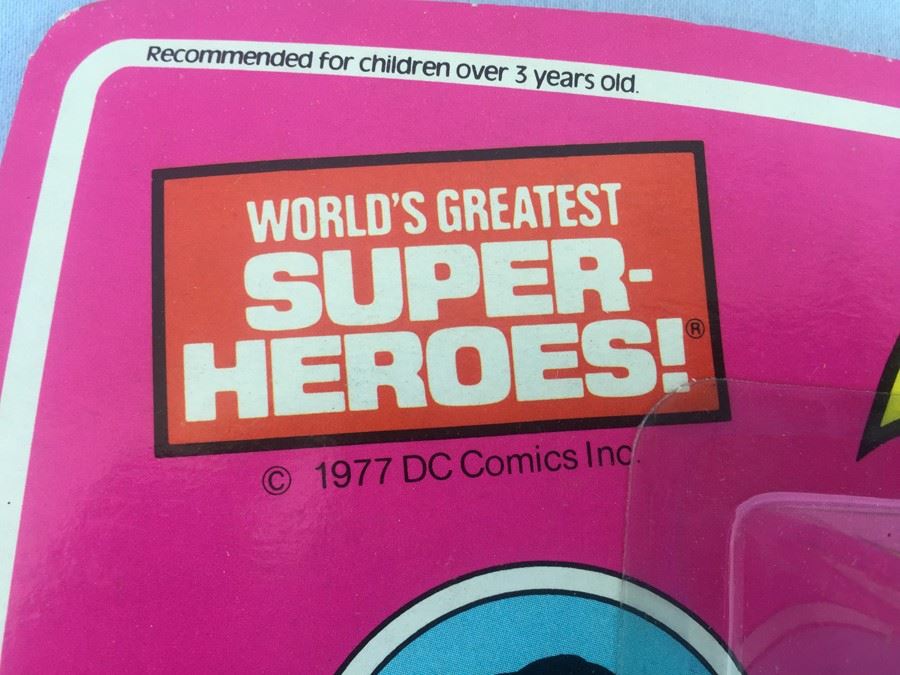 Recommended for children over 3 years old.
WORLD'S GREATEST
SUPER-
HEROES!®
© 1977 DC Comics Inc.